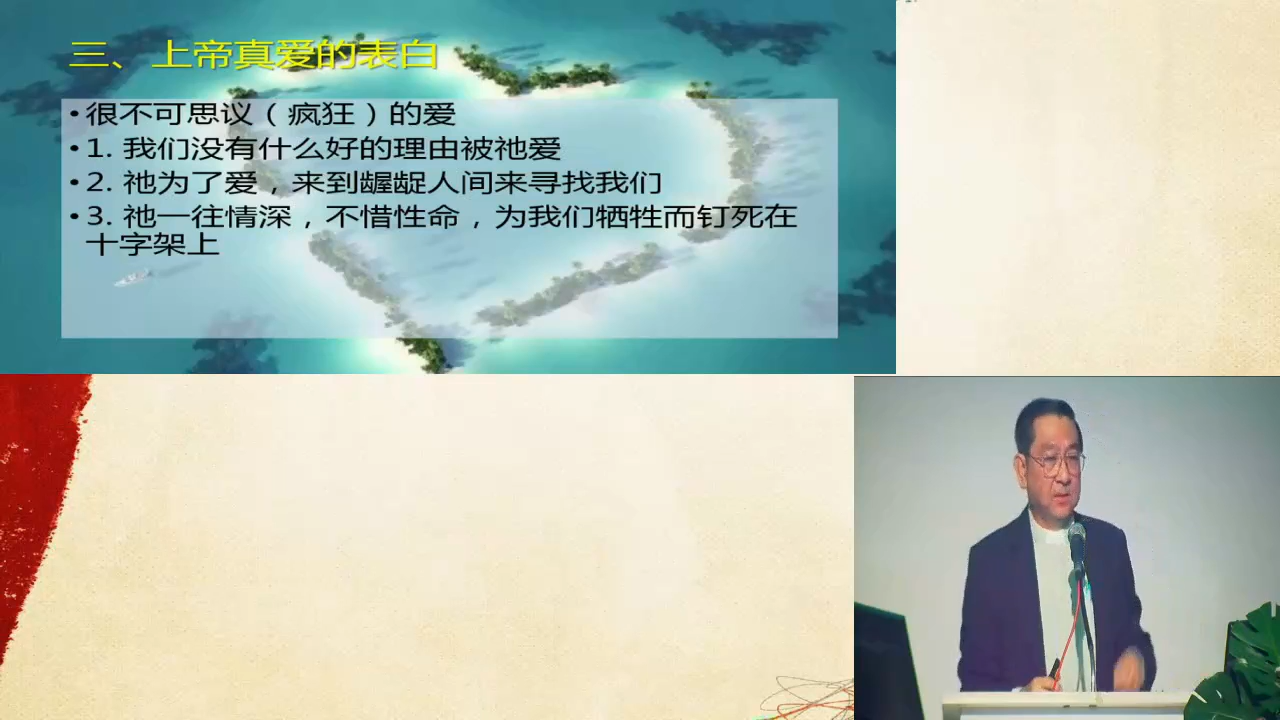 三、上帝真爱的表白
• 很不可思议（疯狂）的爱
• 1. 我们没有什么好的理由被祂爱
• 2. 祂为了爱，来到龌龊人间来寻找我们
• 3. 祂一往情深，不惜性命，为我们牺牲而钉死在
十字架上